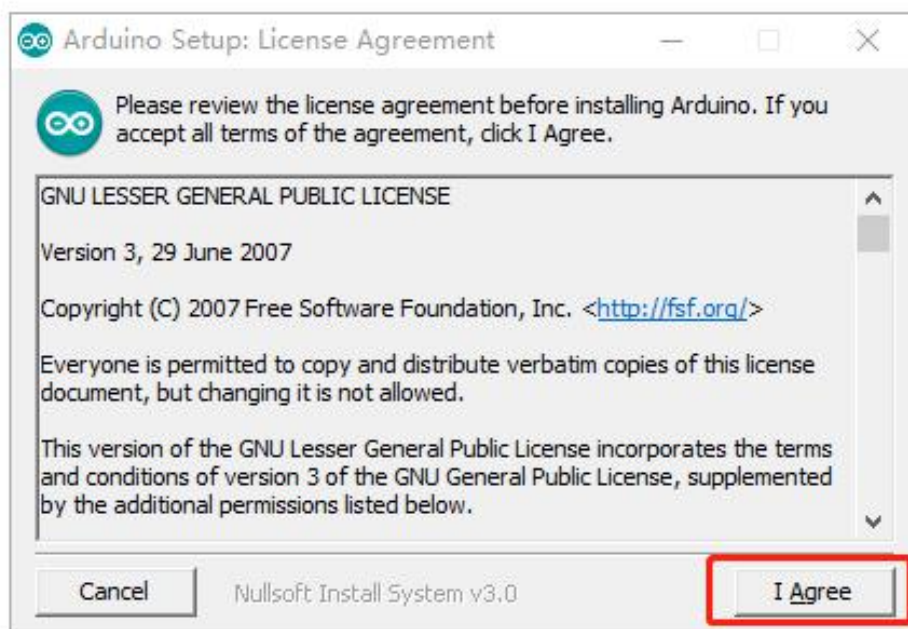 Arduino Setup: License Agreement
Please review the license agreement before installing Arduino. If you
accept all terms of the agreement, click I Agree.
GNU LESSER GENERAL PUBLIC LICENSE
Version 3, 29 June 2007
Copyright (C) 2007 Free Software Foundation, Inc. <http://fsf.org/>
Everyone is permitted to copy and distribute verbatim copies of this license
document, but changing it is not allowed.
This version of the GNU Lesser General Public License incorporates the terms
and conditions of version 3 of the GNU General Public License, supplemented
by the additional permissions listed below.
Cancel
Nullsoft Install System v3.0
I Agree